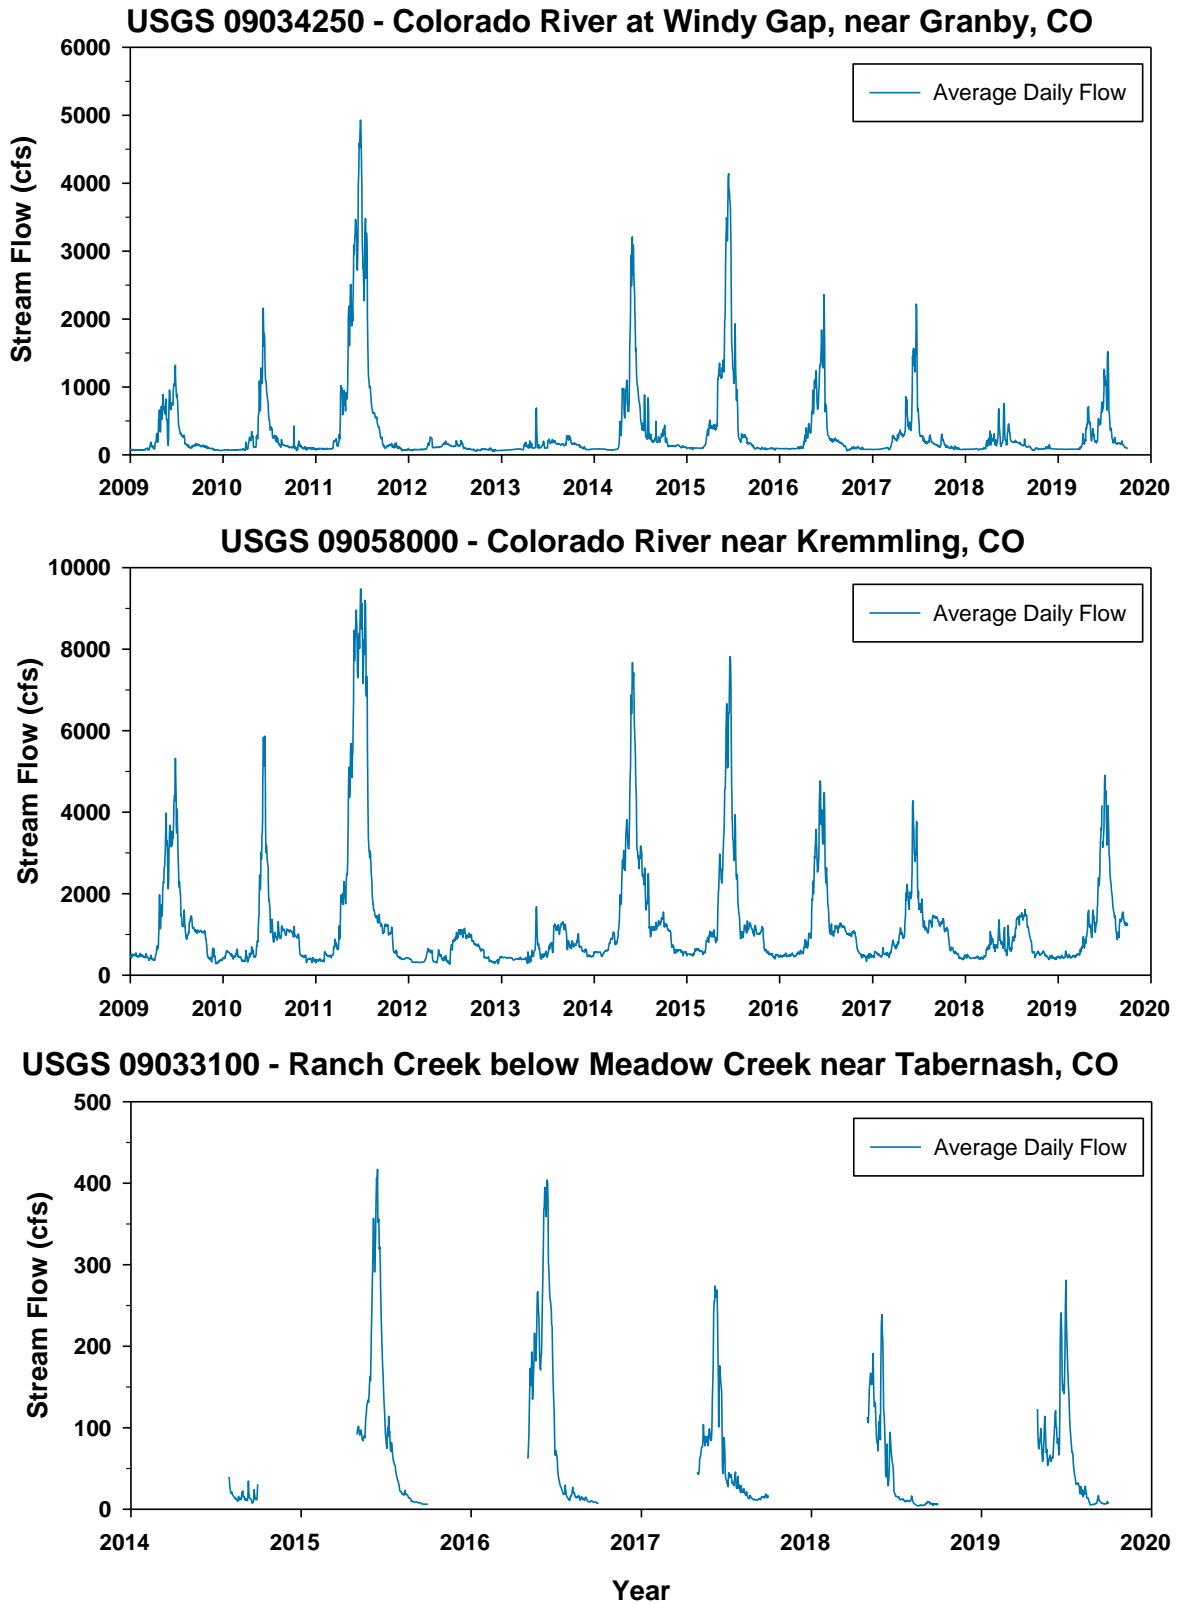 USGS 09034250 - Colorado River at Windy Gap, near Granby, CO
6000
5000
4000
3000
2000
1000
0
Stream Flow (cfs)
Average Daily Flow
2009 2010 2011 2012 2013 2014 2015 2016 2017 2018 2019 2020
USGS 09058000 - Colorado River near Kremmling, CO
10000
8000
6000
4000
2000
0
Stream Flow (cfs)
Average Daily Flow
2009 2010 2011 2012 2013 2014 2015 2016 2017 2018 2019 2020
USGS 09033100 - Ranch Creek below Meadow Creek near Tabernash, CO
500
400
300
200
100
0
Stream Flow (cfs)
Average Daily Flow
2014 2015 2016 2017 2018 2019 2020
Year